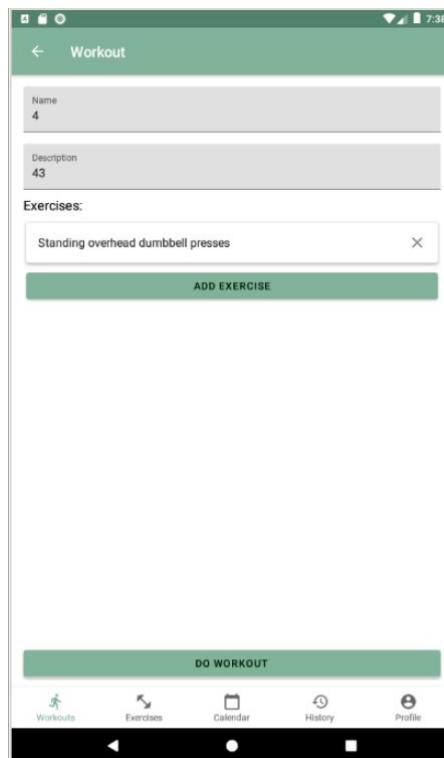 7:38
Workout
Name
4
Description
43
Exercises:
Standing overhead dumbbell presses
ADD EXERCISE
DO WORKOUT
Workouts Exercises Calendar History Profile